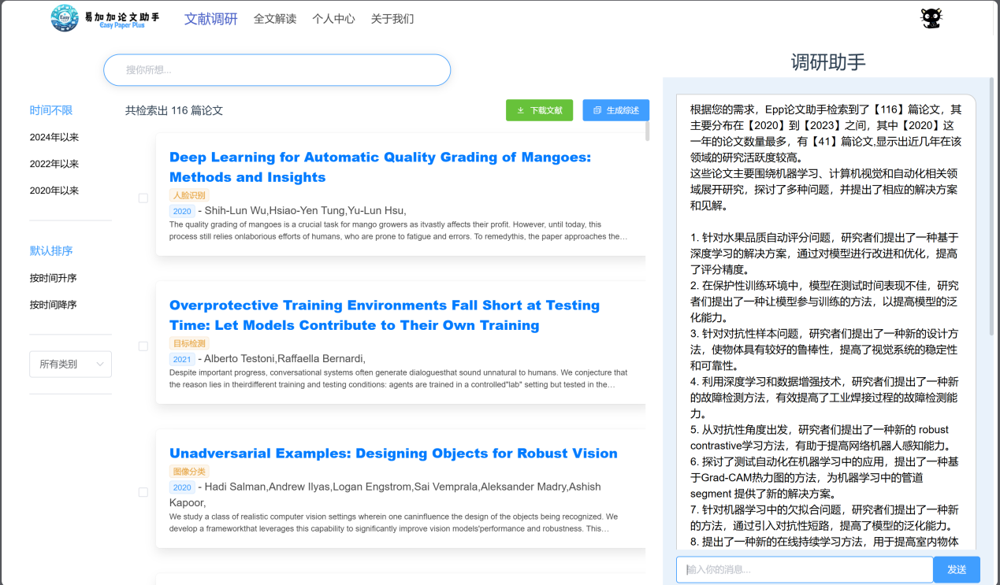 易加加论文助手
Easy Paper Plus
文献调研
全文解读
个人中心
关于我们
搜你所想...
时间不限
2024年以来
2022年以来
2020年以来
默认排序
按时间升序
按时间降序
所有类别
共检索出 116 篇论文
下载文献
生成综述
Deep Learning for Automatic Quality Grading of Mangoes:
Methods and Insights
人脸识别
2020 - Shih-Lun Wu,Hsiao-Yen Tung,Yu-Lun Hsu,
The quality grading of mangoes is a crucial task for mango growers as itvastly affects their profit. However, until today, this
process still relies onlaborious efforts of humans, who are prone to fatigue and errors. To remedythis, the paper approaches the…
Overprotective Training Environments Fall Short at Testing
Time: Let Models Contribute to Their Own Training
目标检测
2021 - Alberto Testoni,Raffaella Bernardi,
Despite important progress, conversational systems often generate dialoguesthat sound unnatural to humans. We conjecture that
the reason lies in theirdifferent training and testing conditions: agents are trained in a controlled"lab" setting but tested in the…
Unadversarial Examples: Designing Objects for Robust Vision
图像分类
2020 - Hadi Salman,Andrew Ilyas,Logan Engstrom,Sai Vemprala,Aleksander Madry,Ashish
Kapoor,
We study a class of realistic computer vision settings wherein one caninfluence the design of the objects being recognized. We
develop a frameworkthat leverages this capability to significantly improve vision models'performance and robustness. This…
调研助手
根据您的需求，Epp论文助手检索到了【116】篇论文，其
主要分布在【2020】到【2023】之间，其中【2020】这
一年的论文数量最多，有【41】篇论文,显示出近几年在该
领域的研究活跃度较高。
这些论文主要围绕机器学习、计算机视觉和自动化相关领
域展开研究，探讨了多种问题，并提出了相应的解决方案
和见解。
1. 针对水果品质自动评分问题，研究者们提出了一种基于
深度学习的解决方案，通过对模型进行改进和优化，提高
了评分精度。
2. 在保护性训练环境中，模型在测试时间表现不佳，研究
者们提出了一种让模型参与训练的方法，以提高模型的泛
化能力。
3. 针对对抗性样本问题，研究者们提出了一种新的设计方
法，使物体具有较好的鲁棒性，提高了视觉系统的稳定性
和可靠性。
4. 利用深度学习和数据增强技术，研究者们提出了一种新
的故障检测方法，有效提高了工业焊接过程的故障检测能
力。
5. 从对抗性角度出发，研究者们提出了一种新的 robust
contrastive学习方法，有助于提高网络机器人感知能力。
6. 探讨了测试自动化在机器学习中的应用，提出了一种基
于Grad-CAM热力图的方法，为机器学习中的管道
segment 提供了新的解决方案。
7. 针对机器学习中的欠拟合问题，研究者们提出了一种新
的方法，通过引入对抗性短路，提高了模型的泛化能力。
8. 提出了一种新的在线持续学习方法，用于提高室内物体
输入你的消息...
发送